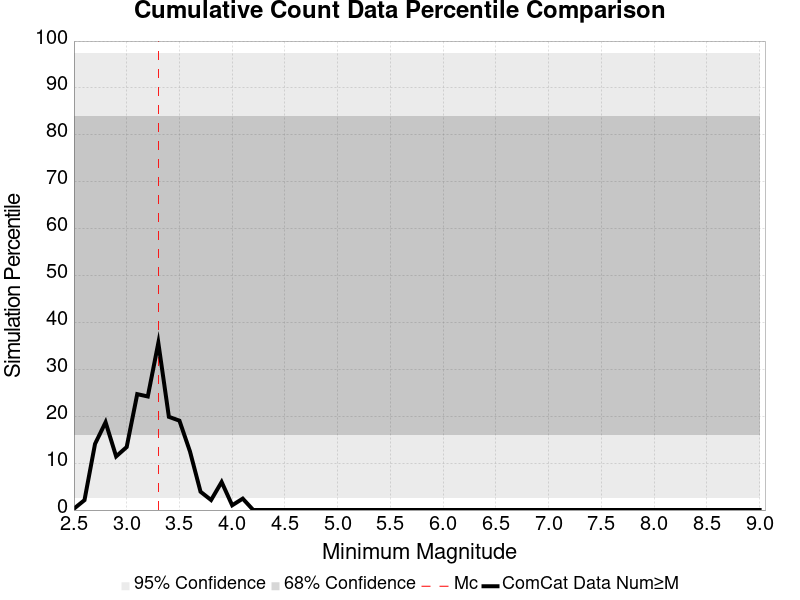 Cumulative Count Data Percentile Comparison
100
90
80
70
60
50
40
30
20
10
0
Simulation Percentile
2.5 3.0 3.5 4.0 4.5 5.0 5.5 6.0 6.5 7.0 7.5 8.0 8.5 9.0
Minimum Magnitude
95% Confidence 68% Confidence Mc ComCat Data Num≥M